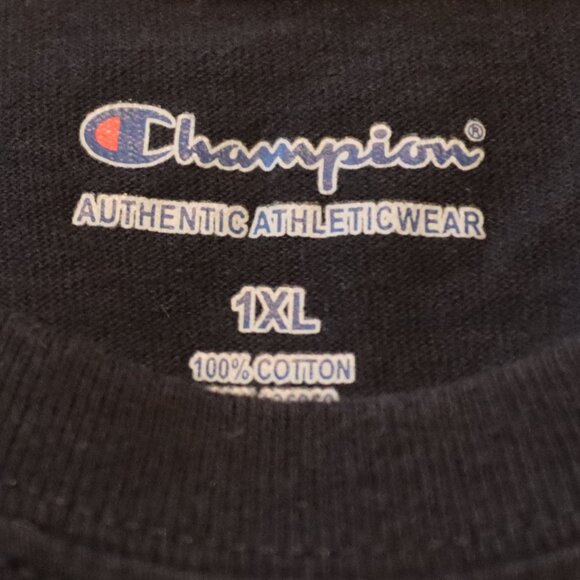 Champion®
AUTHENTIC ATHLETICWEAR
1XL
100% COTTON